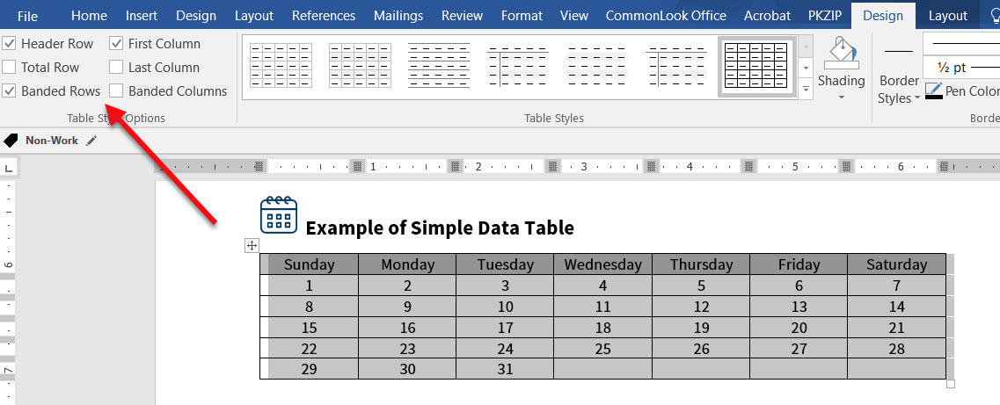 File Home Insert Design Layout References Mailings Review Format View CommonLook Office Acrobat PKZIP Design Layout
Header Row First Column
Total Row Last Column
Banded Rows Banded Columns
Table Style Options
Table Styles
Shading
Border
Styles
½ pt
Pen Color
Borde
Non-Work
L 1 2 3 4 5 6
6
7
Example of Simple Data Table
Sunday Monday Tuesday Wednesday Thursday Friday Saturday
1 2 3 4 5 6 7
8 9 10 11 12 13 14
15 16 17 18 19 20 21
22 23 24 25 26 27 28
29 30 31